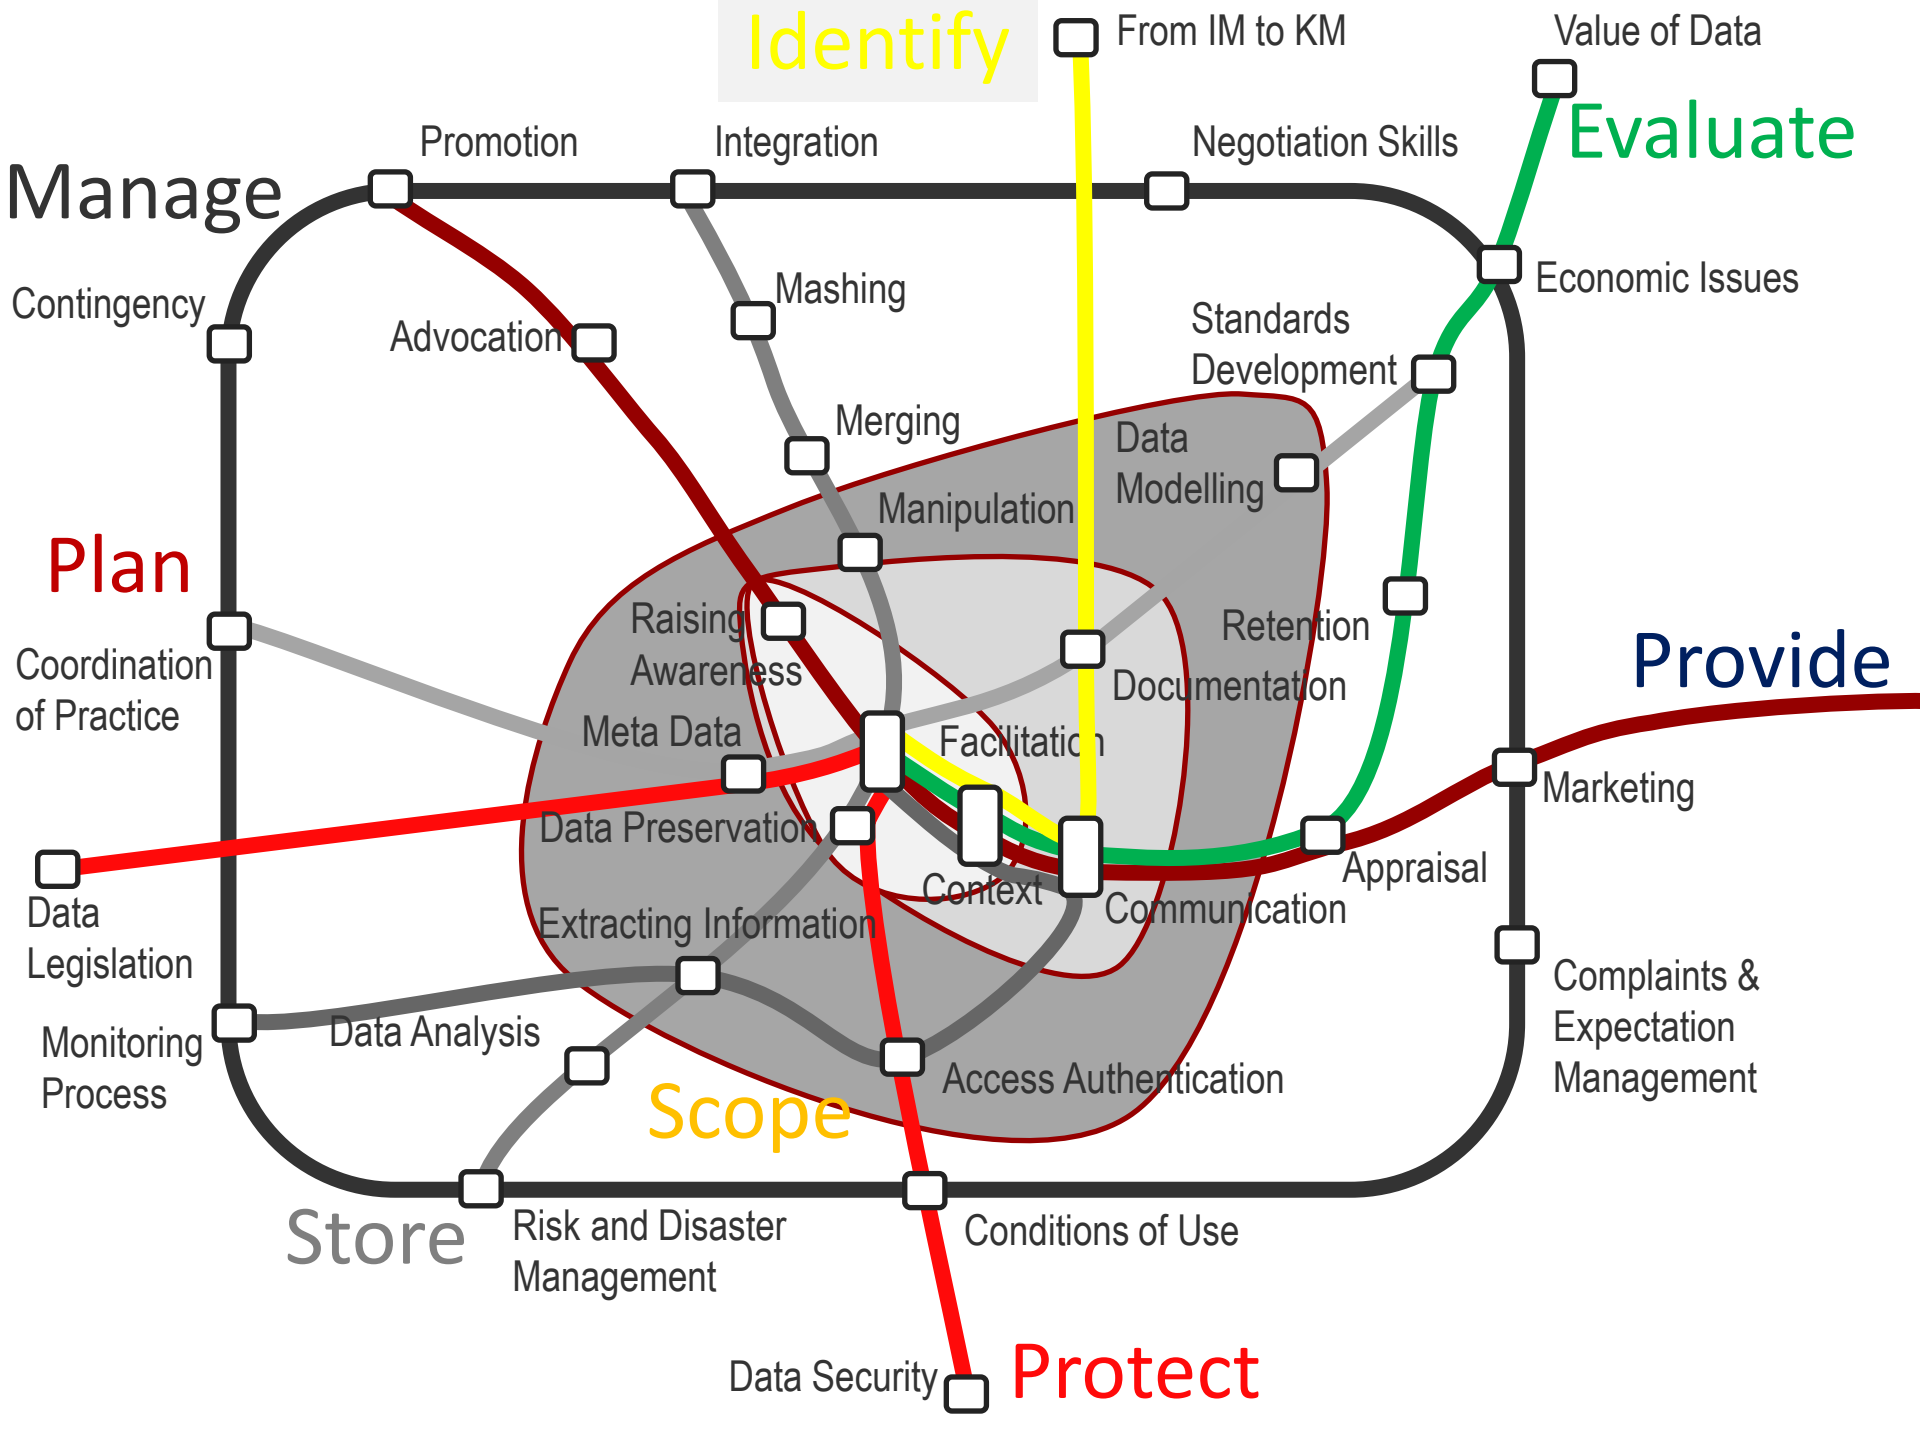 Identify
From IM to KM
Value of Data
Evaluate
Promotion
Integration
Negotiation Skills
Manage
Contingency
Advocation
Mashing
Economic Issues
Standards
Development
Merging
Data
Modelling
Manipulation
Plan
Raising
Awareness
Retention
Coordination
of Practice
Documentation
Provide
Meta Data
Facilitation
Marketing
Data Preservation
Context
Communication
Appraisal
Data
Legislation
Extracting Information
Complaints &
Expectation
Management
Monitoring
Process
Data Analysis
Access Authentication
Scope
Store
Risk and Disaster
Management
Conditions of Use
Data Security
Protect